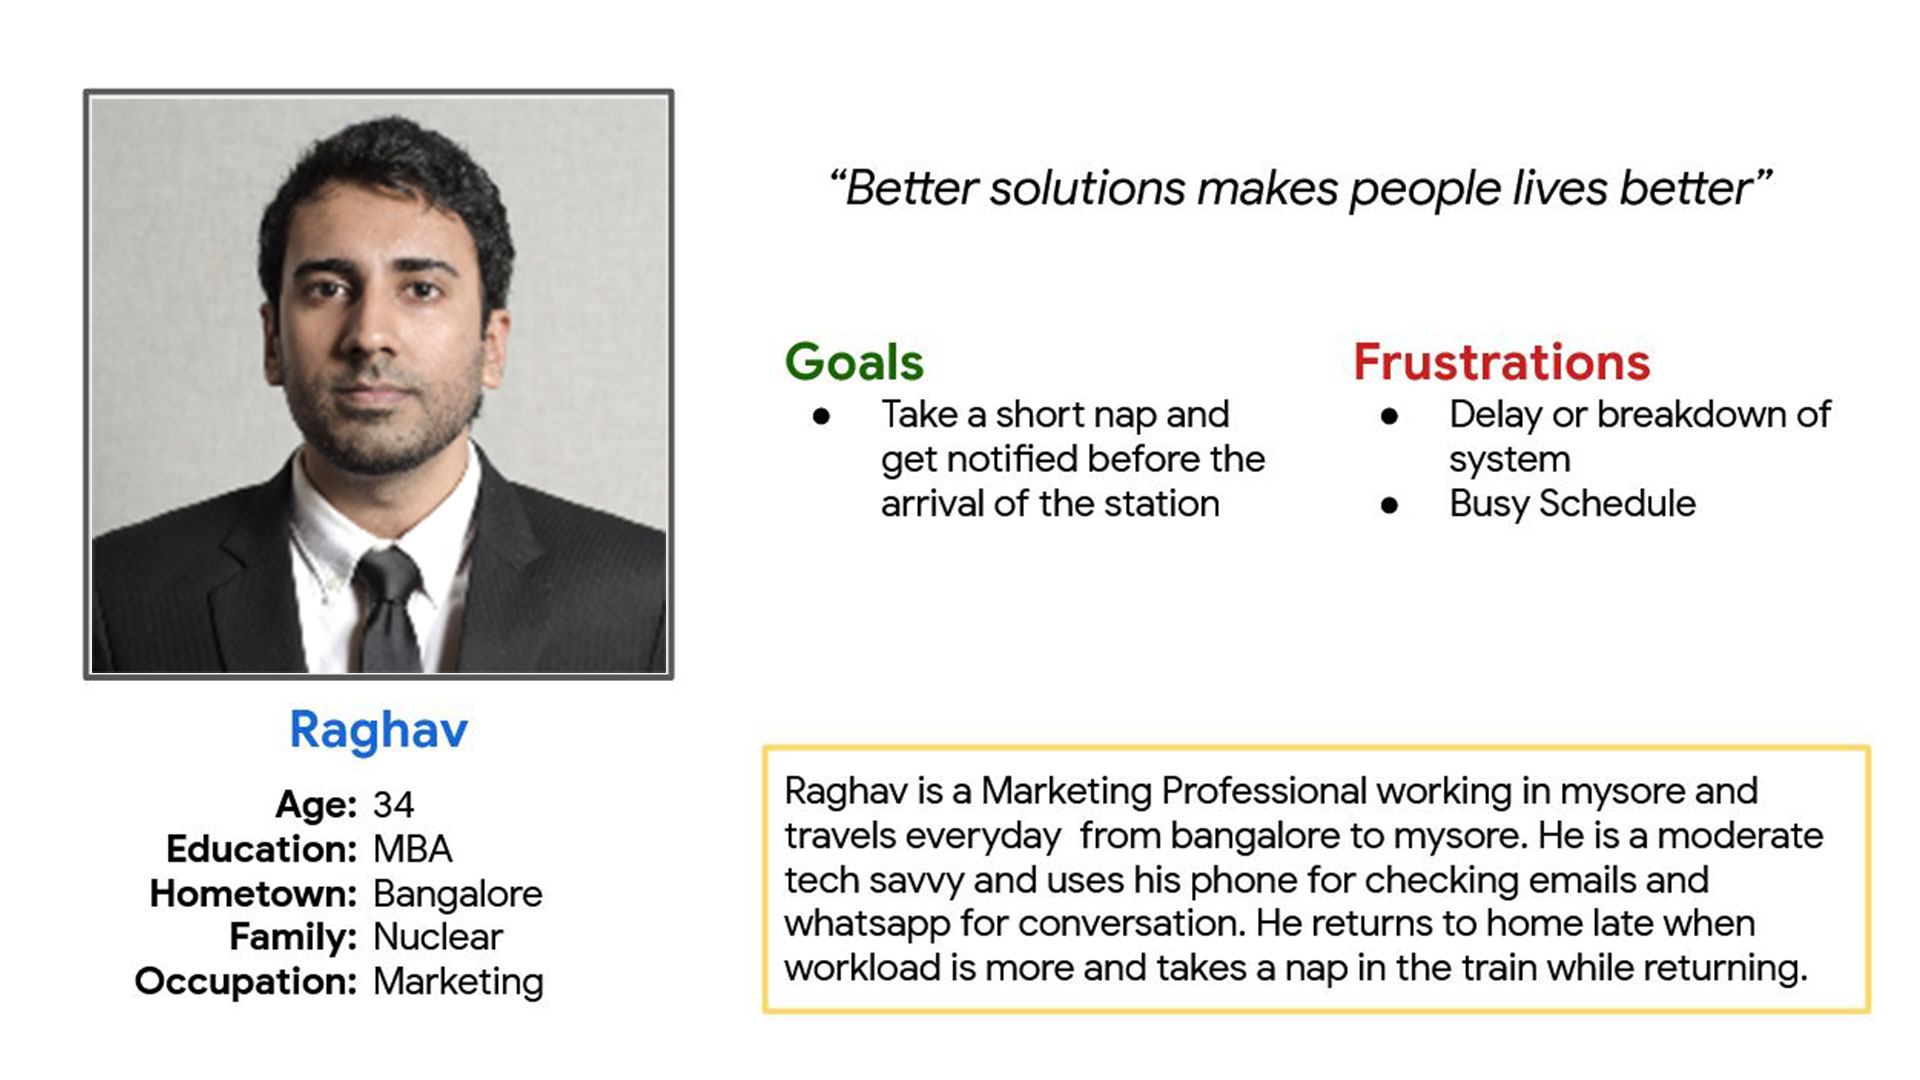 “Better solutions makes people lives better”
Goals
● Take a short nap and
get notified before the
arrival of the station
Frustrations
● Delay or breakdown of
system
● Busy Schedule
Raghav
Age: 34
Education: MBA
Hometown: Bangalore
Family: Nuclear
Occupation: Marketing
Raghav is a Marketing Professional working in mysore and
travels everyday  from bangalore to mysore. He is a moderate
tech savvy and uses his phone for checking emails and
whatsapp for conversation. He returns to home late when
workload is more and takes a nap in the train while returning.